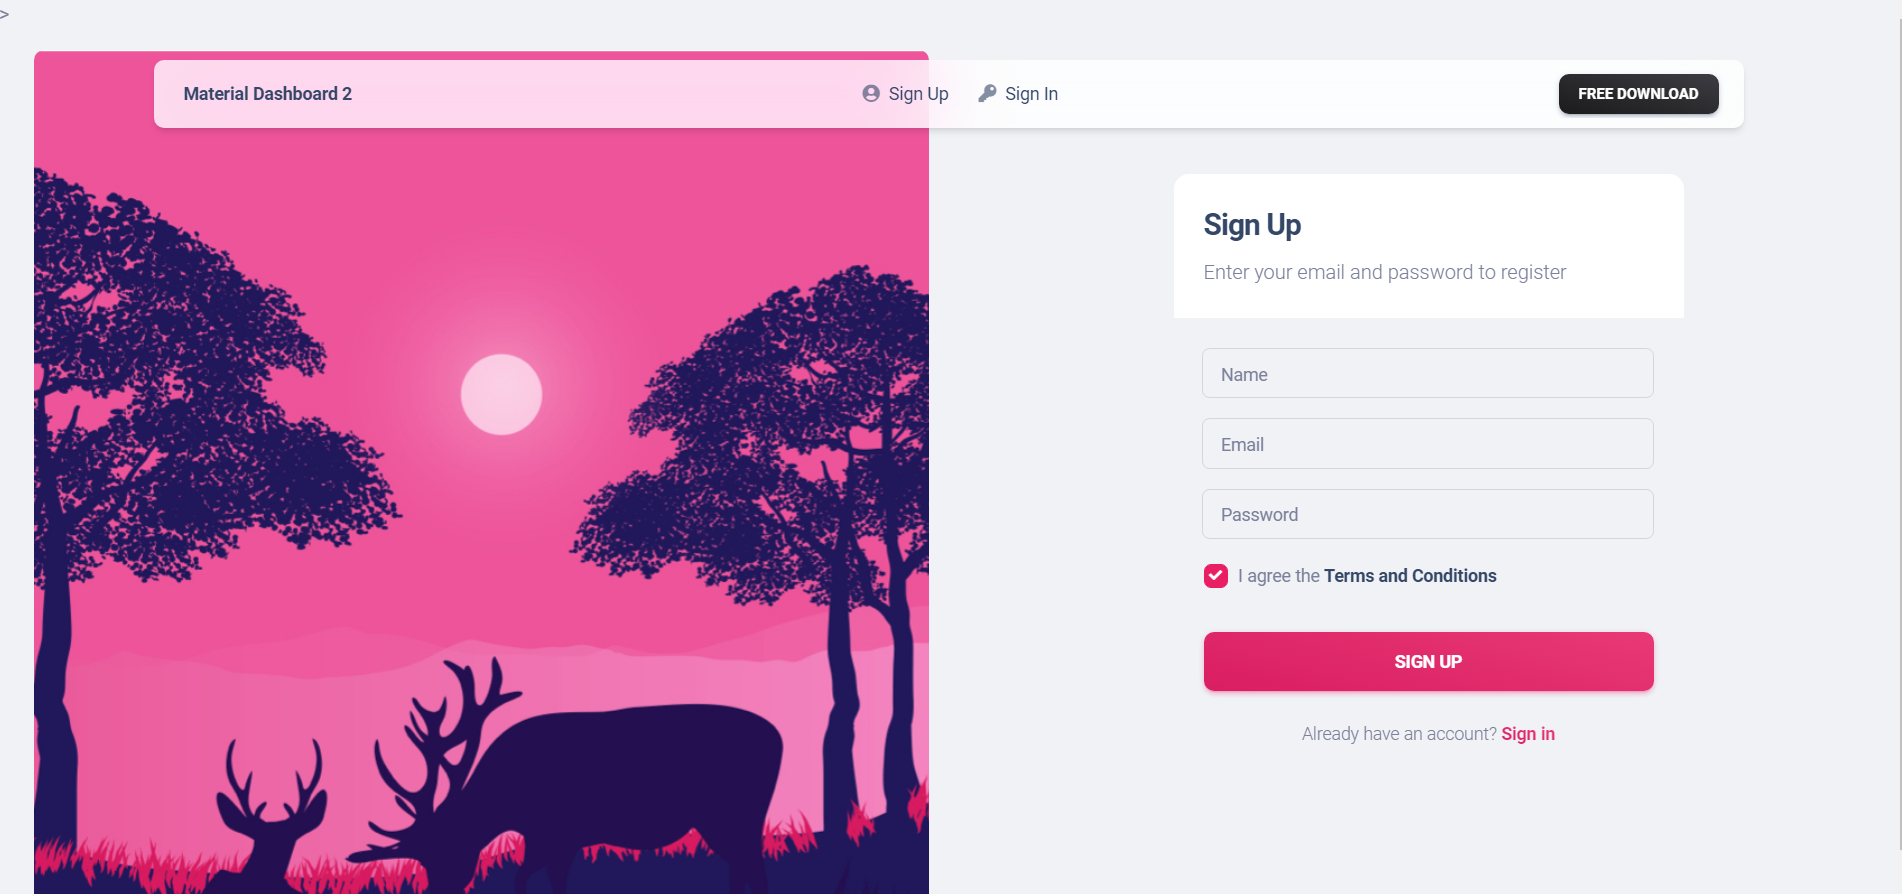 >
Material Dashboard 2
Sign Up
Sign In
FREE DOWNLOAD
Sign Up
Enter your email and password to register
Name
Email
Password
I agree the Terms and Conditions
SIGN UP
Already have an account? Sign in